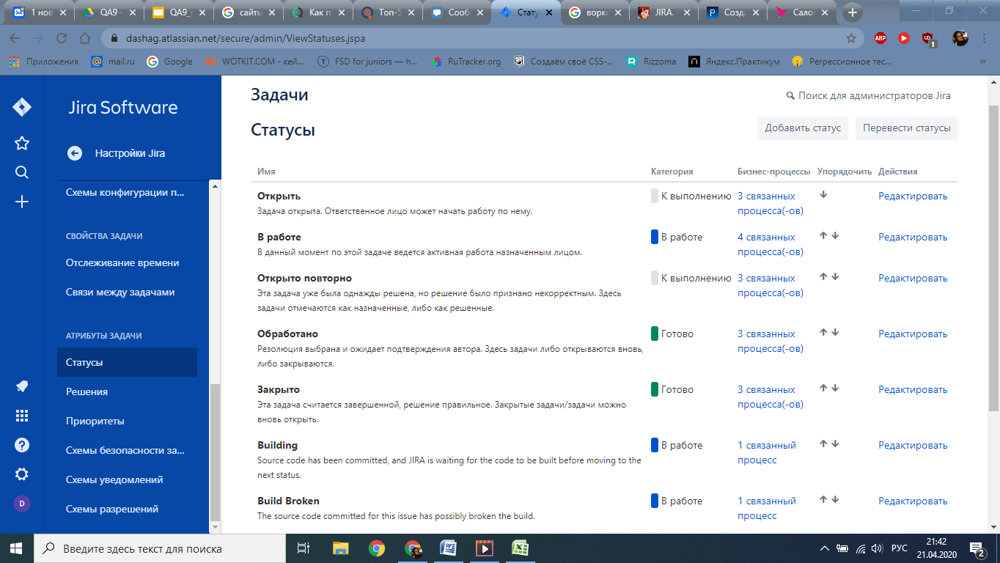 1 нов
QA9 -
QA9_
сайты
Как п
Топ-5
Сооб
Стату
ворко
JIRA.
Созда
Сало
dashag.atlassian.net/secure/admin/ViewStatuses.jspa
ABP
1
Приложения
mail.ru
Google
WOTKIT.COM - кей...
FSD for juniors — h...
RuTracker.org
Создаём своё CSS-...
Rizzoma
Яндекс.Практикум
Регрессионное тес...
»
Jira Software
Настройки Jira
Схемы конфигурации п...
СВОЙСТВА ЗАДАЧИ
Отслеживание времени
Связи между задачами
АТРИБУТЫ ЗАДАЧИ
Статусы
Решения
Приоритеты
Схемы безопасности за...
Схемы уведомлений
Схемы разрешений
D
Задачи
Поиск для администраторов Jira
Статусы
Добавить статус
Перевести статусы
Имя
Категория
Бизнес-процессы
Упорядочить
Действия
Открыть
Задача открыта. Ответственное лицо может начать работу по нему.
К выполнению
3 связанных
процесса(-ов)
Редактировать
В работе
В данный момент по этой задаче ведется активная работа назначенным лицом.
В работе
4 связанных
процесса(-ов)
Редактировать
Открыто повторно
Эта задача уже была однажды решена, но решение было признано некорректным. Здесь
задачи отмечаются как назначенные, либо как решенные.
К выполнению
3 связанных
процесса(-ов)
Редактировать
Обработано
Резолюция выбрана и ожидает подтверждения автора. Здесь задачи либо открываются вновь,
либо закрываются.
Готово
3 связанных
процесса(-ов)
Редактировать
Закрыто
Эта задача считается завершенной, решение правильное. Закрытые задачи/задачи можно
вновь открыть.
Готово
3 связанных
процесса(-ов)
Редактировать
Building
Source code has been committed, and JIRA is waiting for the code to be built before moving to the
next status.
В работе
1 связанный
процесс
Редактировать
Build Broken
The source code committed for this issue has possibly broken the build.
В работе
1 связанный
процесс
Редактировать
Введите здесь текст для поиска
РУС
21:42
21.04.2020
2